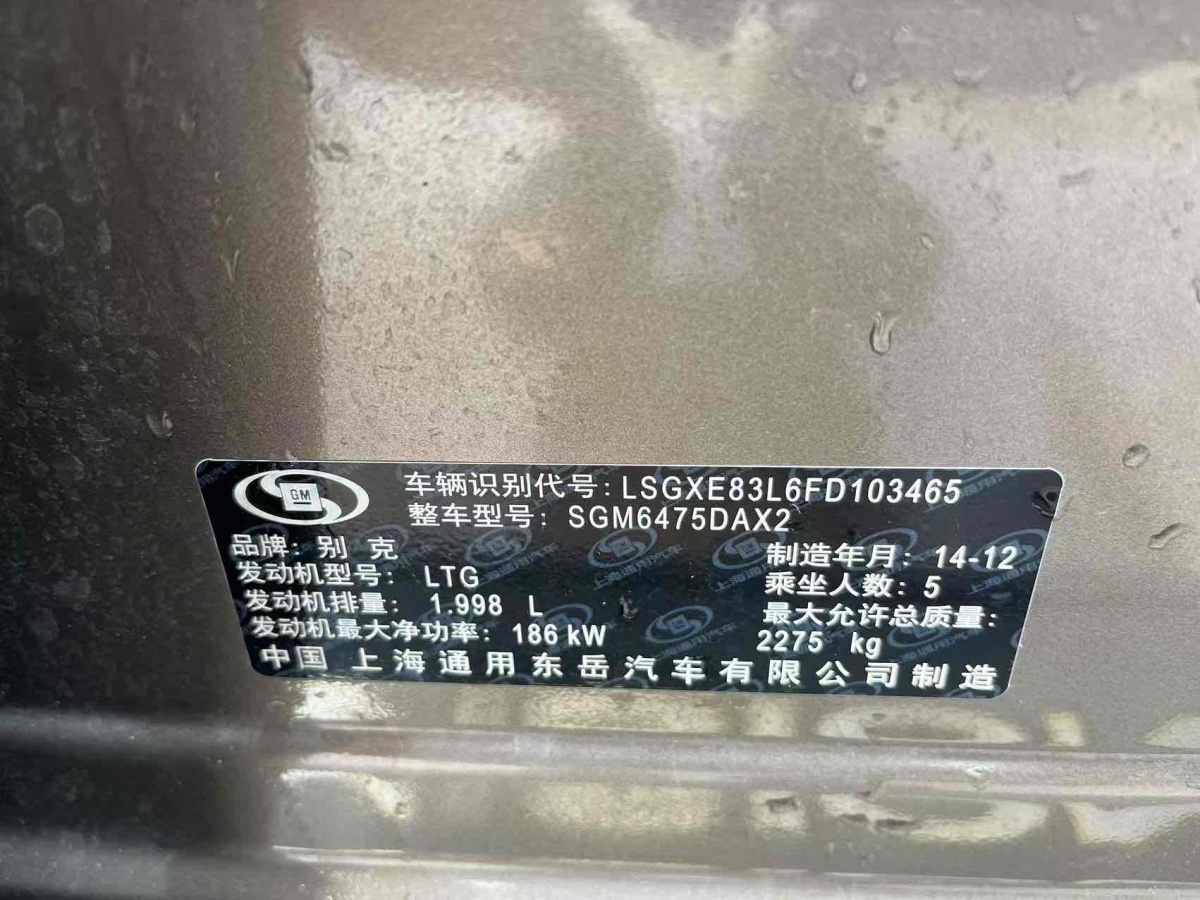 GM
车辆识别代号: LSGXE83L6FD103465
整车型号: SGM6475DAX2
品牌: 别 克
制造年月: 14-12
发动机型号: LTG
乘坐人数: 5
发动机排量: 1.998 L
最大允许总质量:
发动机最大净功率: 186 kW
2275 kg
中国 上海通用东岳汽车有限公司制造